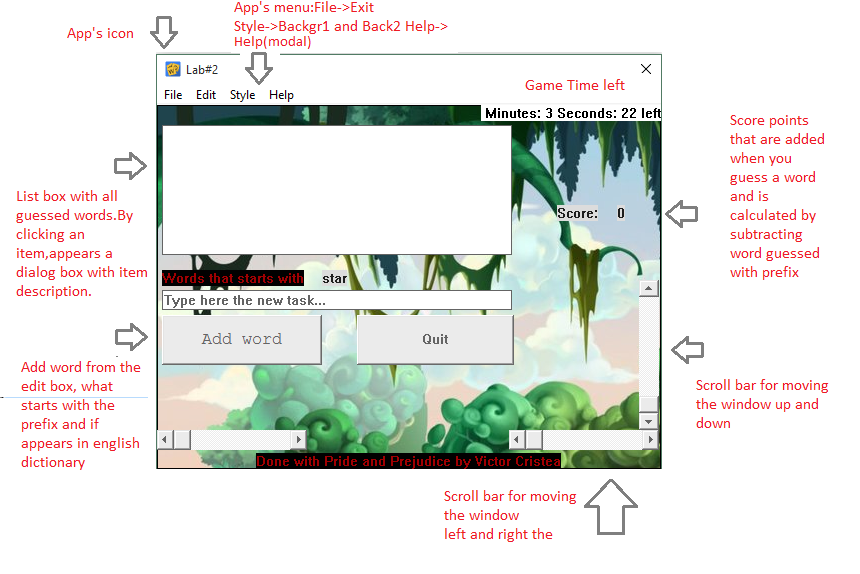 App's menu:File->Exit
Style->Backgr1 and Back2 Help->
Help(modal)
App's icon
Lab#2
Game Time left
File Edit Style Help
Minutes: 3 Seconds: 22 left
Score points
that are added
when you
guess a word
and is
calculated by
subtracting
word guessed
with prefix
List box with all
guessed words.By
clicking an
item,appears a
dialog box with item
description.
Score: 0
Words that starts with star
Type here the new task...
Add word Quit
Add word from the
edit box, what
starts with the
prefix and if
appears in english
dictionary
Scroll bar for moving
the window up and
down
Done with Pride and Prejudice by Victor Cristea
Scroll bar for moving
the window
left and right the